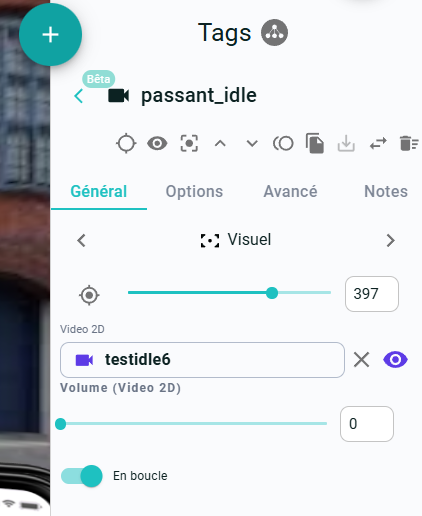 Tags
Bêta
passant_idle
Général Options Avancé Notes
Visuel
397
Video 2D
testidle6
Volume (Video 2D)
0
En boucle